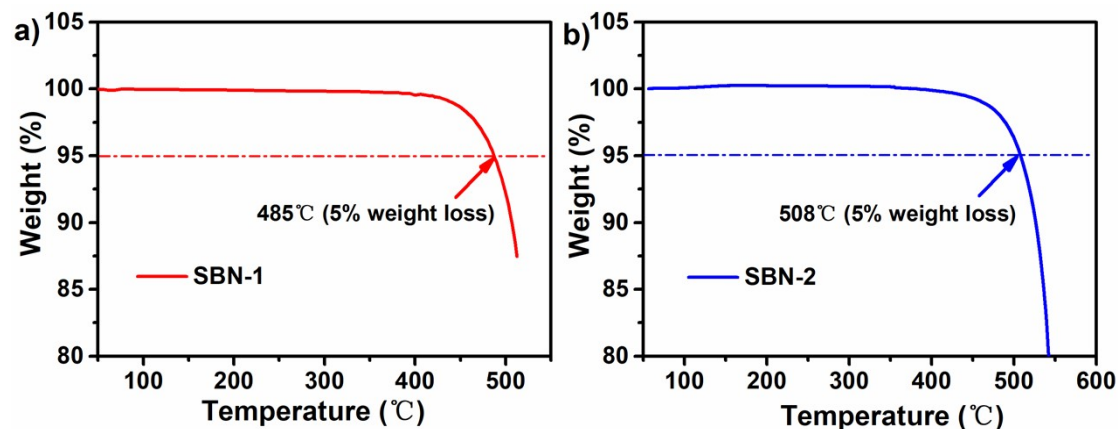 a)
105
100
95
90
85
80
Weight (%)
485℃ (5% weight loss)
SBN-1
100
200
300
400
500
Temperature (℃)
b)
105
100
95
90
85
80
Weight (%)
508℃ (5% weight loss)
SBN-2
100
200
300
400
500
600
Temperature (℃)